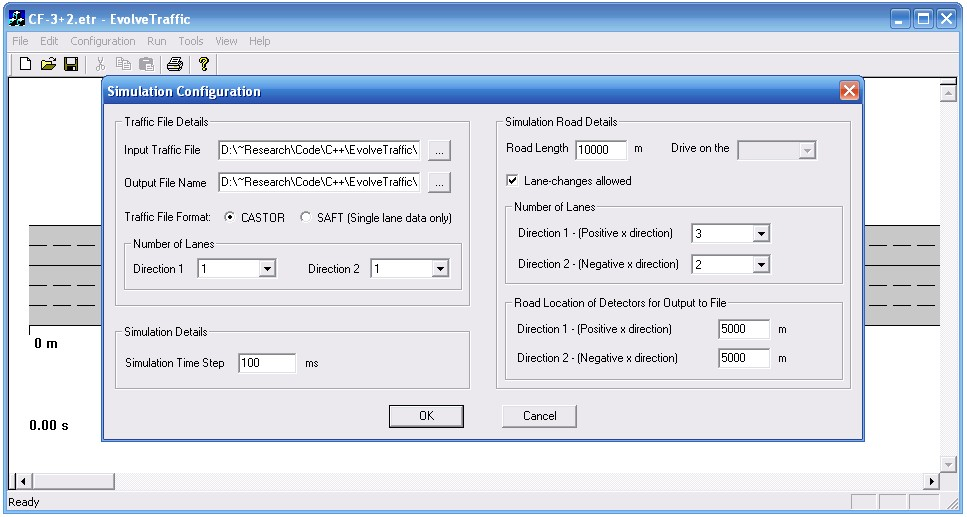 CF-3+2.etr - EvolveTraffic
File Edit Configuration Run Tools View Help
Simulation Configuration
Traffic File Details
Input Traffic File D:\~Research\Code\C++\EvolveTraffic\ ...
Output File Name D:\~Research\Code\C++\EvolveTraffic\ ...
Traffic File Format: CASTOR SAFT (Single lane data only)
Number of Lanes
Direction 1 1 Direction 2 1
Simulation Details
Simulation Time Step 100 ms
Simulation Road Details
Road Length 10000 m Drive on the
Lane-changes allowed
Number of Lanes
Direction 1 - (Positive x direction) 3
Direction 2 - (Negative x direction) 2
Road Location of Detectors for Output to File
Direction 1 - (Positive x direction) 5000 m
Direction 2 - (Negative x direction) 5000 m
OK Cancel
0 m
0.00 s
Ready